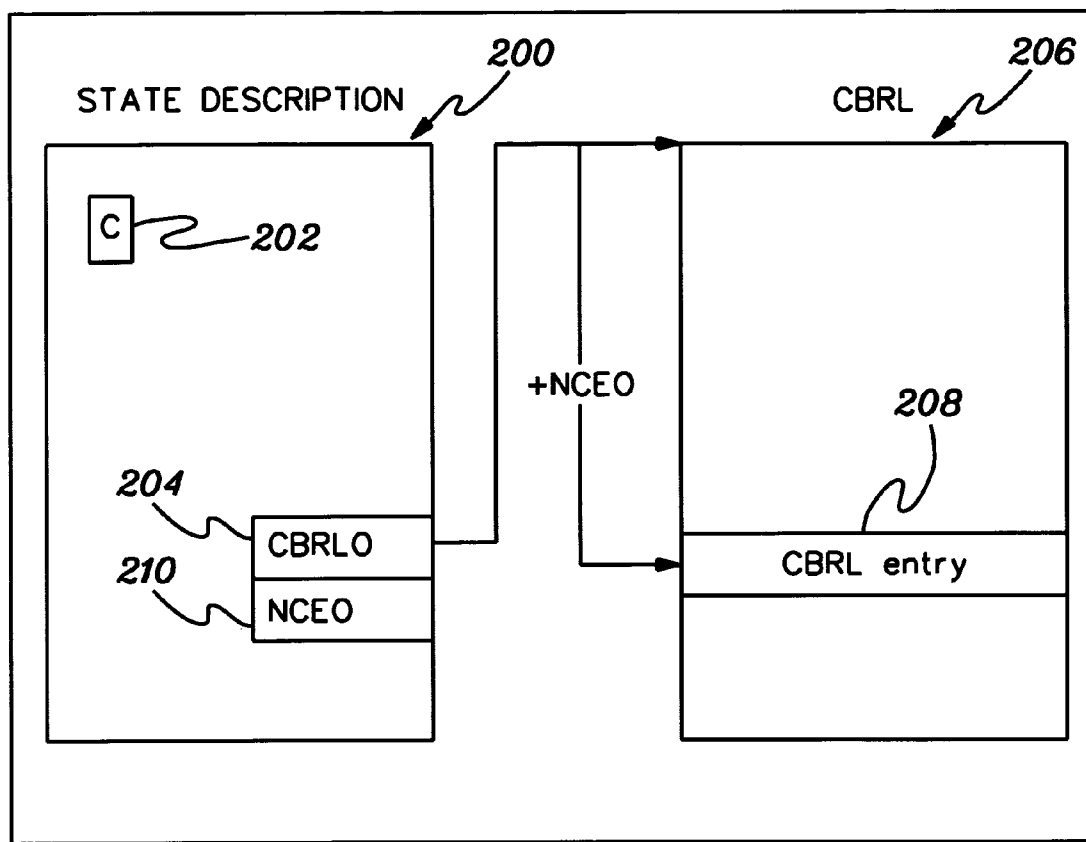 200
206
STATE DESCRIPTION
CBRL
C
202
+NCEO
208
204
CBRLO
CBRL entry
210
NCEO